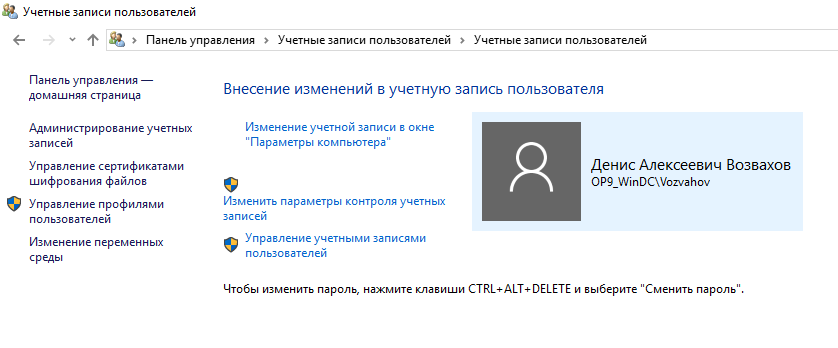 Учетные записи пользователей
Панель управления > Учетные записи пользователей > Учетные записи пользователей
Панель управления —
домашняя страница
Администрирование учетных
записей
Управление сертификатами
шифрования файлов
Управление профилями
пользователей
Изменение переменных
среды
Внесение изменений в учетную запись пользователя
Изменение учетной записи в окне
"Параметры компьютера"
Изменить параметры контроля учетных
записей
Управление учетными записями
пользователей
Денис Алексеевич Возвахов
OP9_WinDC\Vozvahov
Чтобы изменить пароль, нажмите клавиши CTRL+ALT+DELETE и выберите "Сменить пароль".